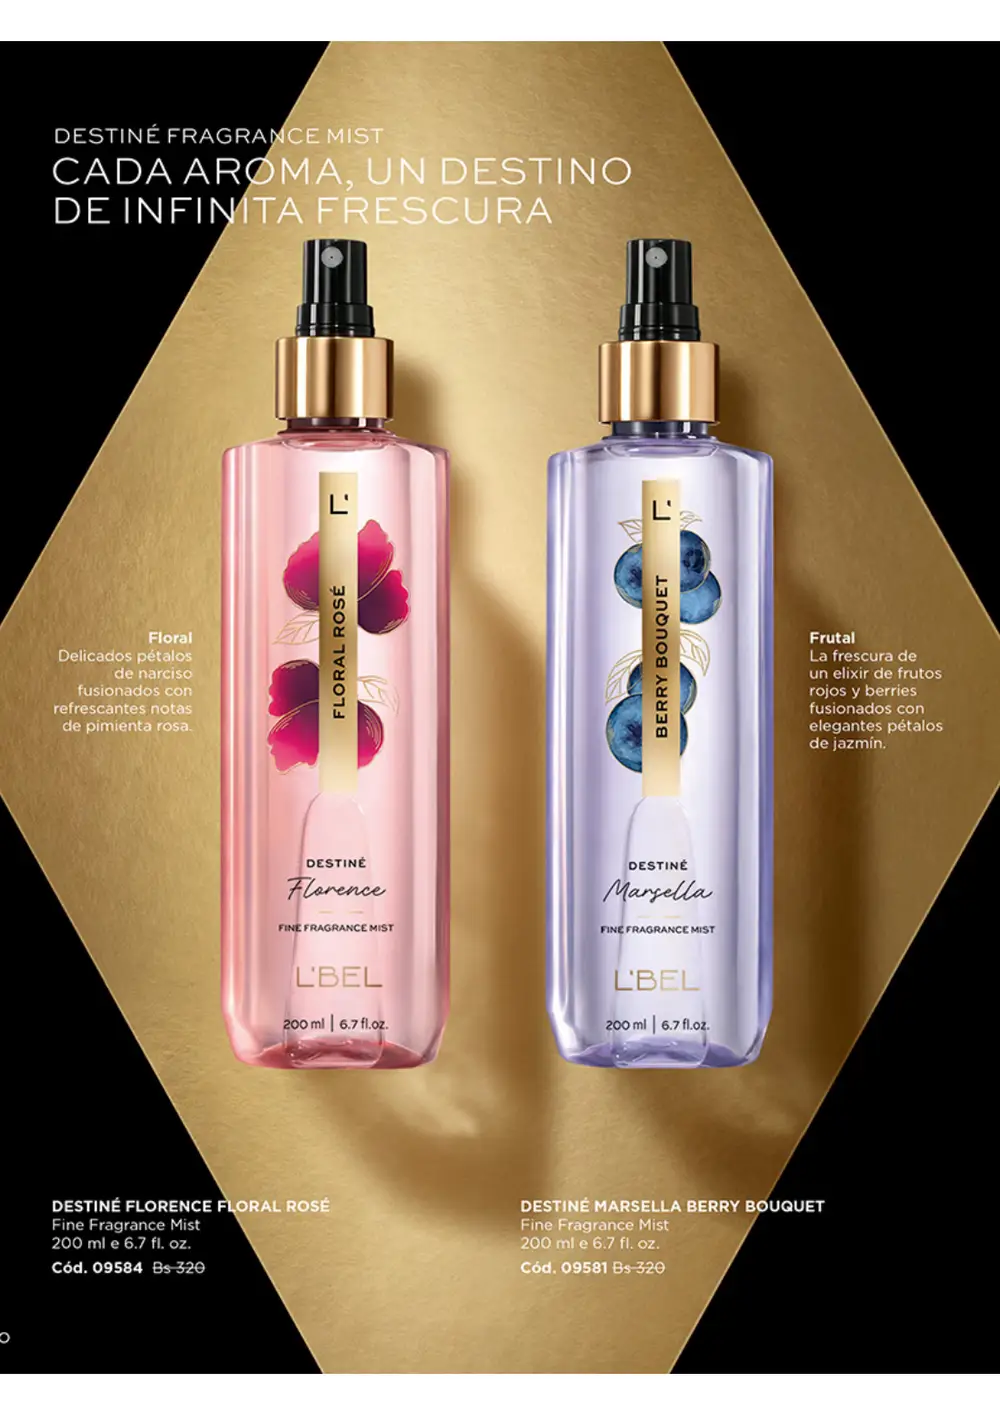 DESTINÉ FRAGRANCE MIST
CADA AROMA, UN DESTINO
DE INFINITA FRESCURA
L'
FLORAL ROSÉ
DESTINÉ
Florence
FINE FRAGRANCE MIST
L'BEL
200 ml | 6.7 fl.oz.
L'
BERRY BOUQUET
DESTINÉ
Marsella
FINE FRAGRANCE MIST
L'BEL
200 ml | 6.7 fl.oz.
Floral
Delicados pétalos
de narciso
fusionados con
refrescantes notas
de pimienta rosa.
Frutal
La frescura de
un elixir de frutos
rojos y berries
fusionados con
elegantes pétalos
de jazmín.
DESTINÉ FLORENCE FLORAL ROSÉ
Fine Fragrance Mist
200 ml e 6.7 fl. oz.
Cód. 09584 Bs 320
DESTINÉ MARSELLA BERRY BOUQUET
Fine Fragrance Mist
200 ml e 6.7 fl. oz.
Cód. 09581 Bs 320